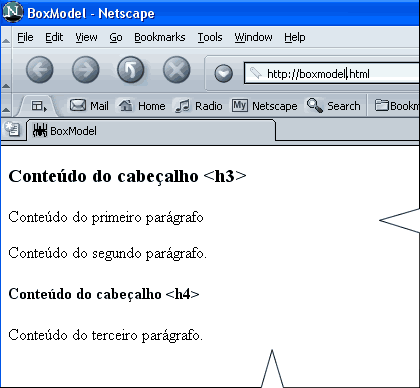 BoxModel - Netscape
File Edit View Go Bookmarks Tools Window Help
http://boxmodel.html
Mail Home Radio My Netscape Search Bookm
BoxModel
Conteúdo do cabeçalho <h3>
Conteúdo do primeiro parágrafo
Conteúdo do segundo parágrafo.
Conteúdo do cabeçalho <h4>
Conteúdo do terceiro parágrafo.